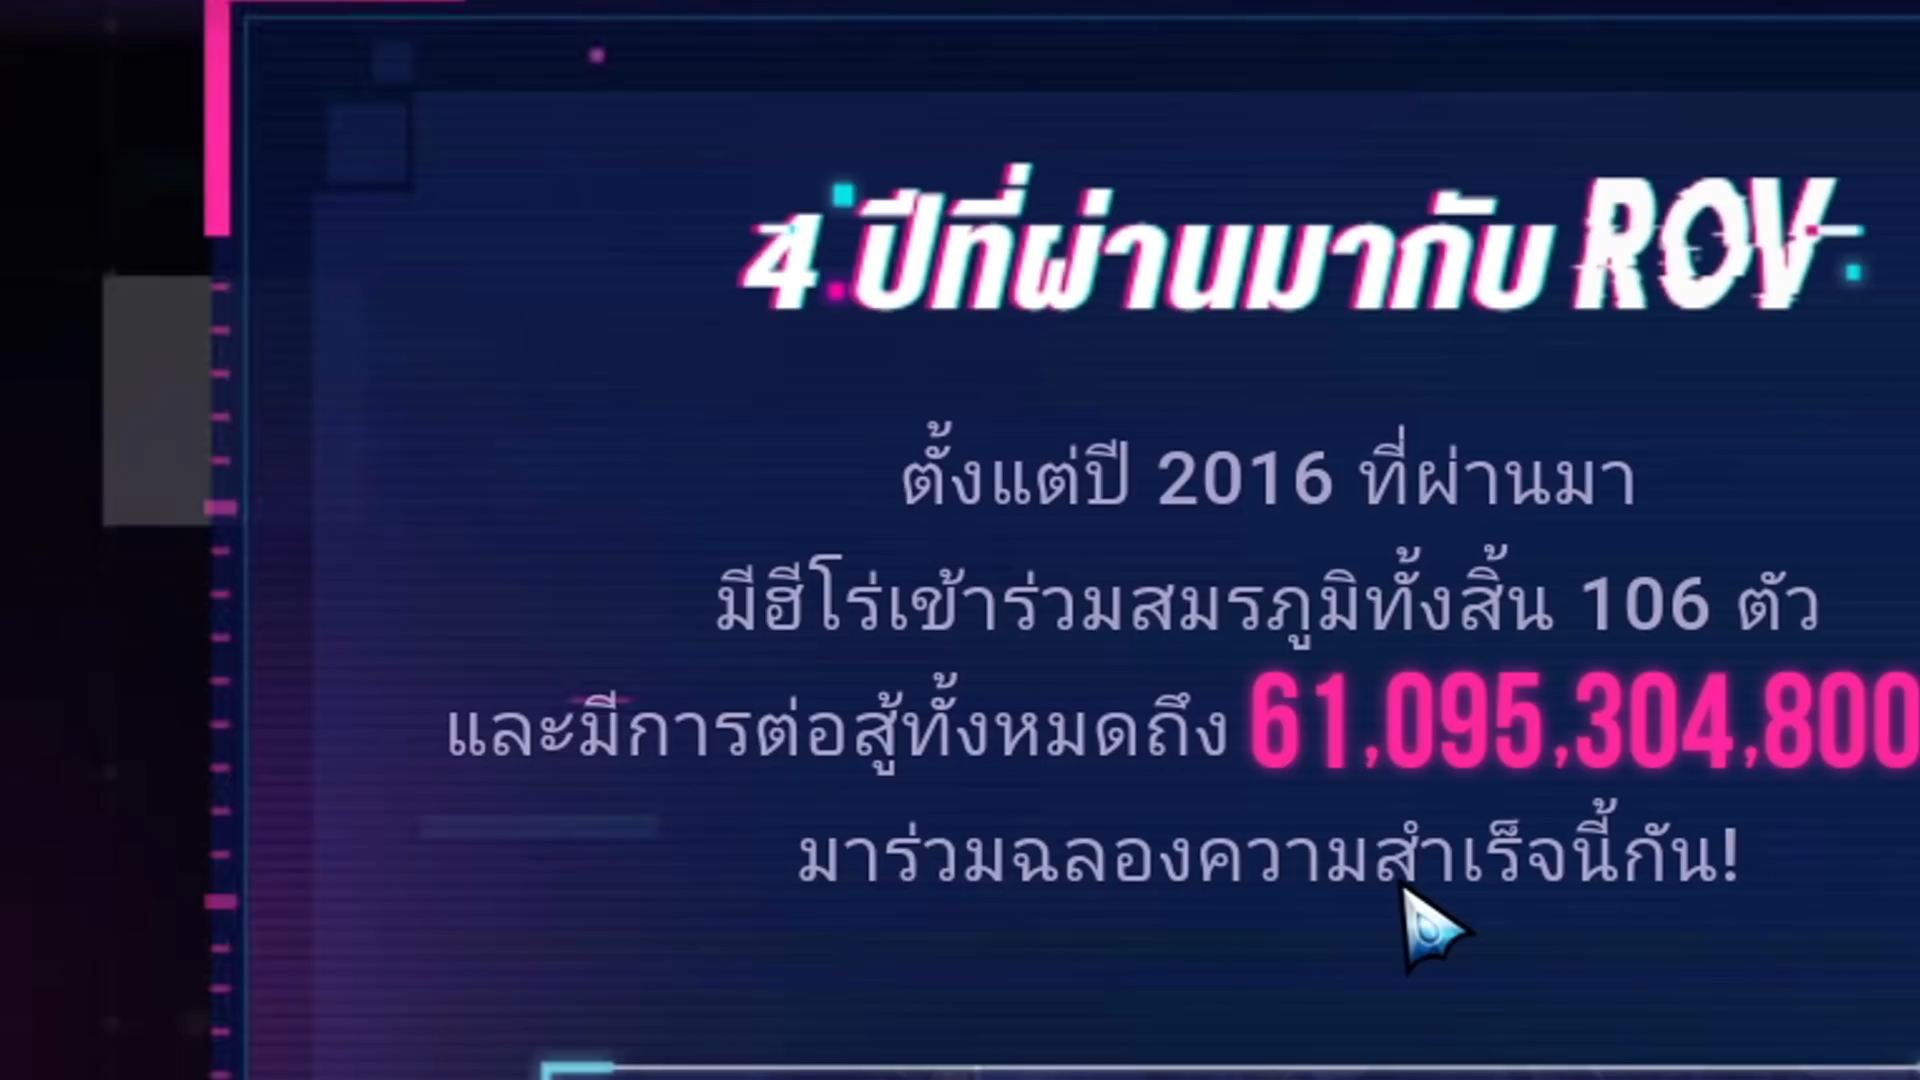 4 ปีที่ผ่านมากับ ROV
ตั้งแต่ปี 2016 ที่ผ่านมา
มีฮีโร่เข้าร่วมสมรภูมิทั้งสิ้น 106 ตัว
และมีการต่อสู้ทั้งหมดถึง 61,095,304,800
มาร่วมฉลองความสำเร็จนี้กัน!